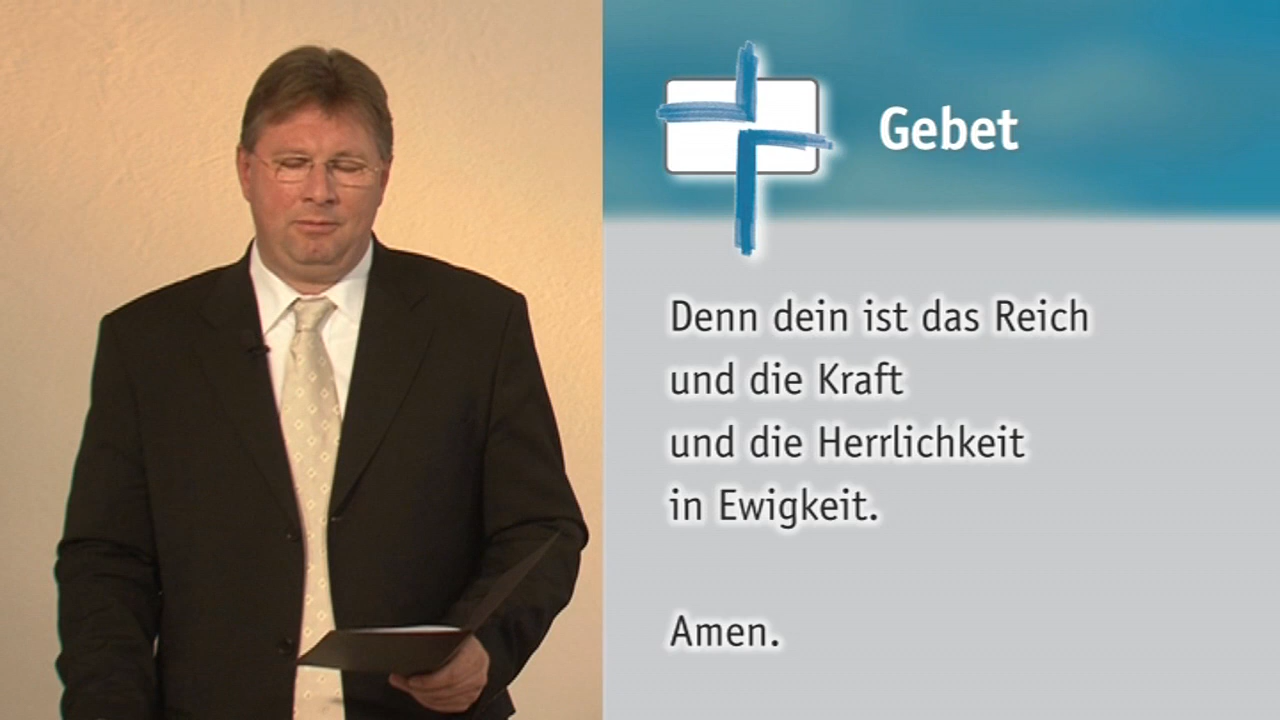 Gebet
Denn dein ist das Reich
und die Kraft
und die Herrlichkeit
in Ewigkeit.
Amen.